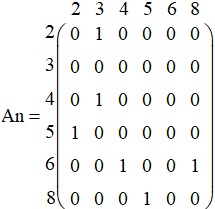 2 3 4 5 6 8
2 0 1 0 0 0 0
3 0 0 0 0 0 0
4 0 1 0 0 0 0
An = 5 1 0 0 0 0 0
6 0 0 1 0 0 1
8 0 0 0 1 0 0